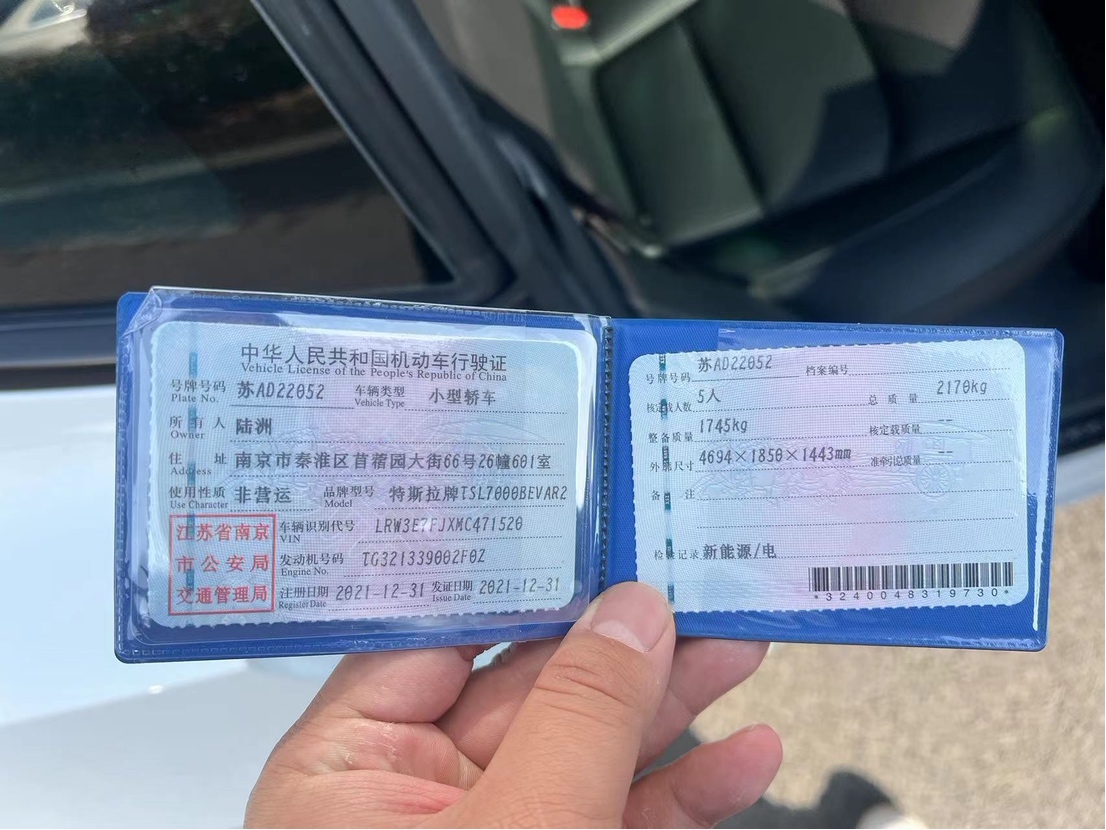 中华人民共和国机动车行驶证
Vehicle License of the People's Republic of China
号牌号码 苏AD22052 车辆类型 小型轿车
Plate No. Vehicle Type
所有人 陆洲
Owner
住址 南京市秦淮区苜蓿园大街66号26幢601室
Address
使用性质 非营运 品牌型号 特斯拉牌TSL7000BEVAR2
Use Character Model
江苏省南京
市公安局
交通管理局
车辆识别代号 LRW3E7FJXMC471520
VIN
发动机号码 TG321339002F0Z
Engine No.
注册日期 2021-12-31 发证日期 2021-12-31
Register Date Issue Date
号牌号码 苏AD22052 档案编号
核定载人数 5人 总质量 2170kg
整备质量 1745kg 核定载质量 --
外廓尺寸 4694×1850×1443mm 准牵引总质量 --
备注
检验记录 新能源/电
*3240048319730*